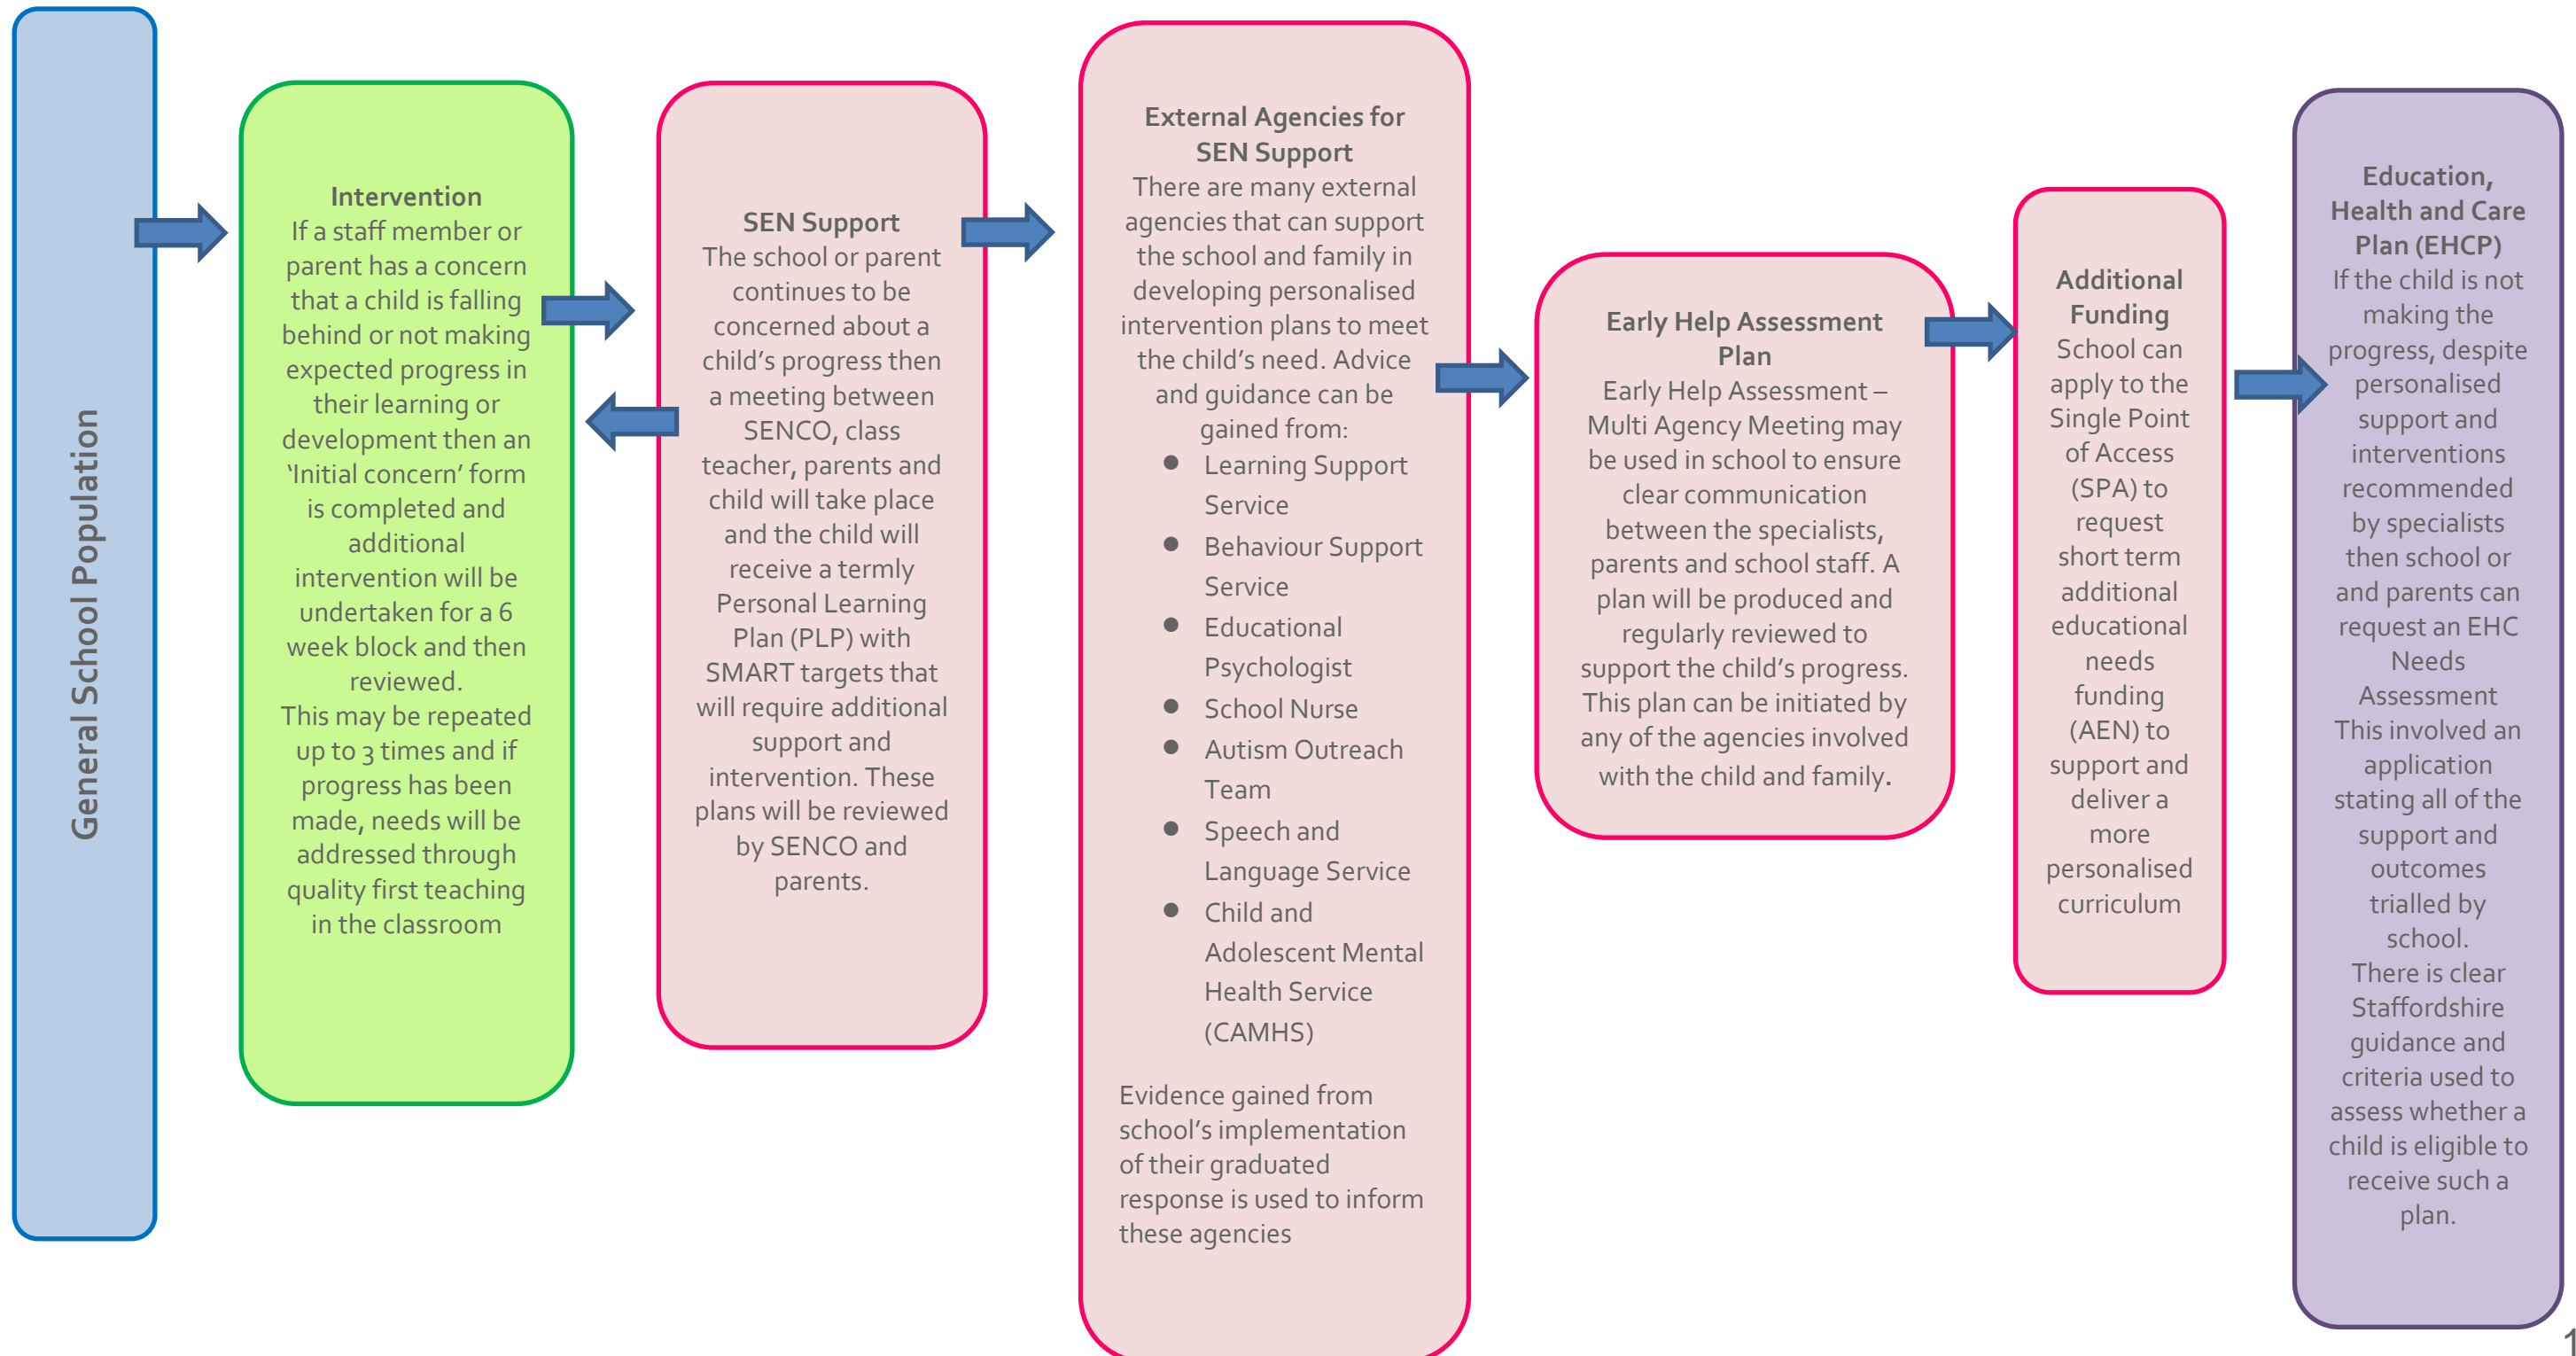 General School Population
Intervention
If a staff member or
parent has a concern
that a child is falling
behind or not making
expected progress in
their learning or
development then an
‘Initial concern’ form
is completed and
additional
intervention will be
undertaken for a 6
week block and then
reviewed.
This may be repeated
up to 3 times and if
progress has been
made, needs will be
addressed through
quality first teaching
in the classroom
SEN Support
The school or parent
continues to be
concerned about a
child’s progress then
a meeting between
SENCO, class
teacher, parents and
child will take place
and the child will
receive a termly
Personal Learning
Plan (PLP) with
SMART targets that
will require additional
support and
intervention. These
plans will be reviewed
by SENCO and
parents.
External Agencies for
SEN Support
There are many external
agencies that can support
the school and family in
developing personalised
intervention plans to meet
the child’s need. Advice
and guidance can be
gained from:
● Learning Support
Service
● Behaviour Support
Service
● Educational
Psychologist
● School Nurse
● Autism Outreach
Team
● Speech and
Language Service
● Child and
Adolescent Mental
Health Service
(CAMHS)
Evidence gained from
school’s implementation
of their graduated
response is used to inform
these agencies
Early Help Assessment
Plan
Early Help Assessment –
Multi Agency Meeting may
be used in school to ensure
clear communication
between the specialists,
parents and school staff. A
plan will be produced and
regularly reviewed to
support the child’s progress.
This plan can be initiated by
any of the agencies involved
with the child and family.
Additional
Funding
School can
apply to the
Single Point
of Access
(SPA) to
request
short term
additional
educational
needs
funding
(AEN) to
support and
deliver a
more
personalised
curriculum
Education,
Health and Care
Plan (EHCP)
If the child is not
making the
progress, despite
personalised
support and
interventions
recommended
by specialists
then school or
and parents can
request an EHC
Needs
Assessment
This involved an
application
stating all of the
support and
outcomes
trialled by
school.
There is clear
Staffordshire
guidance and
criteria used to
assess whether a
child is eligible to
receive such a
plan.
1